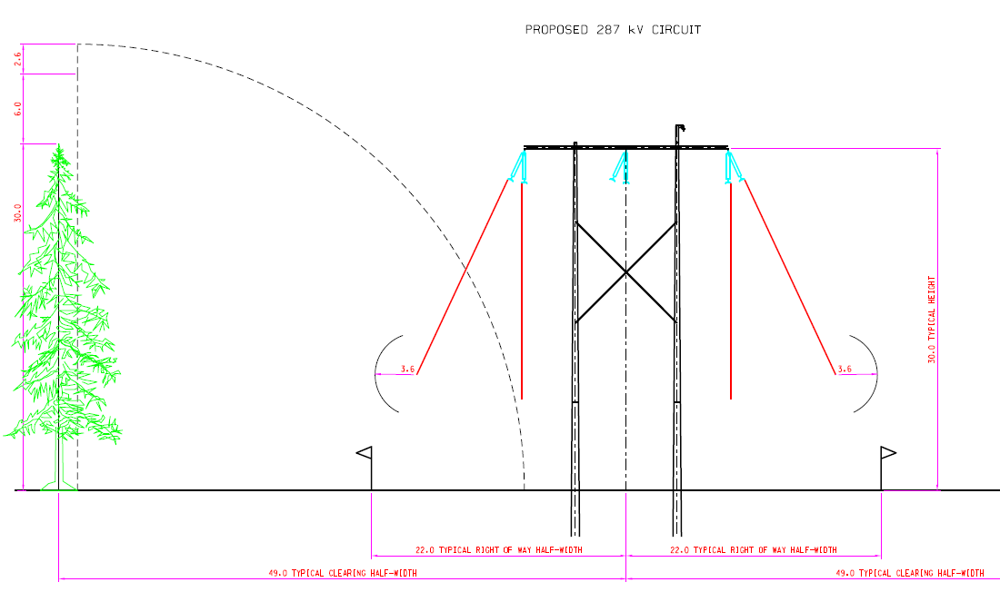 PROPOSED 287 kV CIRCUIT
2.6
6.0
30.0
30.0 TYPICAL HEIGHT
3.6
3.6
22.0 TYPICAL RIGHT OF WAY HALF-WIDTH
22.0 TYPICAL RIGHT OF WAY HALF-WIDTH
49.0 TYPICAL CLEARING HALF-WIDTH
49.0 TYPICAL CLEARING HALF-WIDTH